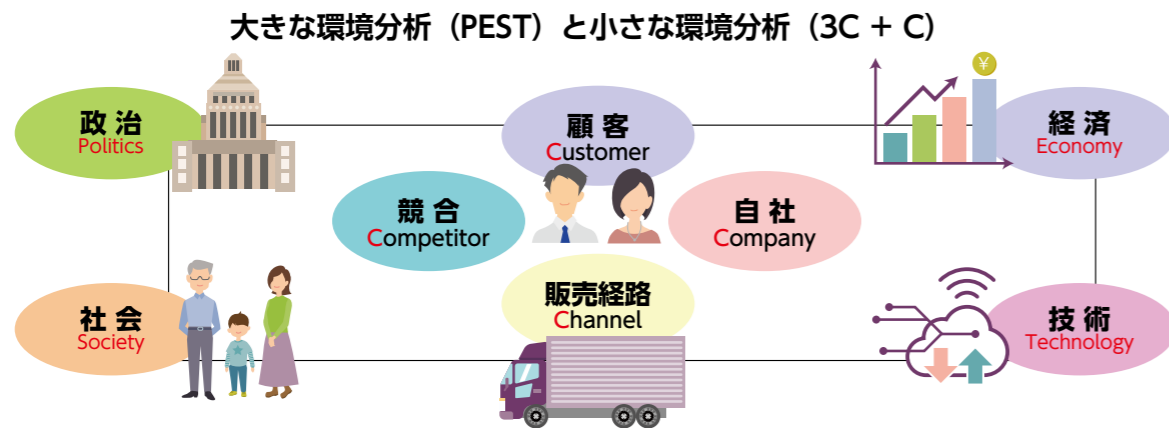 大きな環境分析（PEST）と小さな環境分析（3C + C）
政 治
Politics
顧 客
Customer
¥
経 済
Economy
競 合
Competitor
自 社
Company
社 会
Society
販売経路
Channel
技 術
Technology